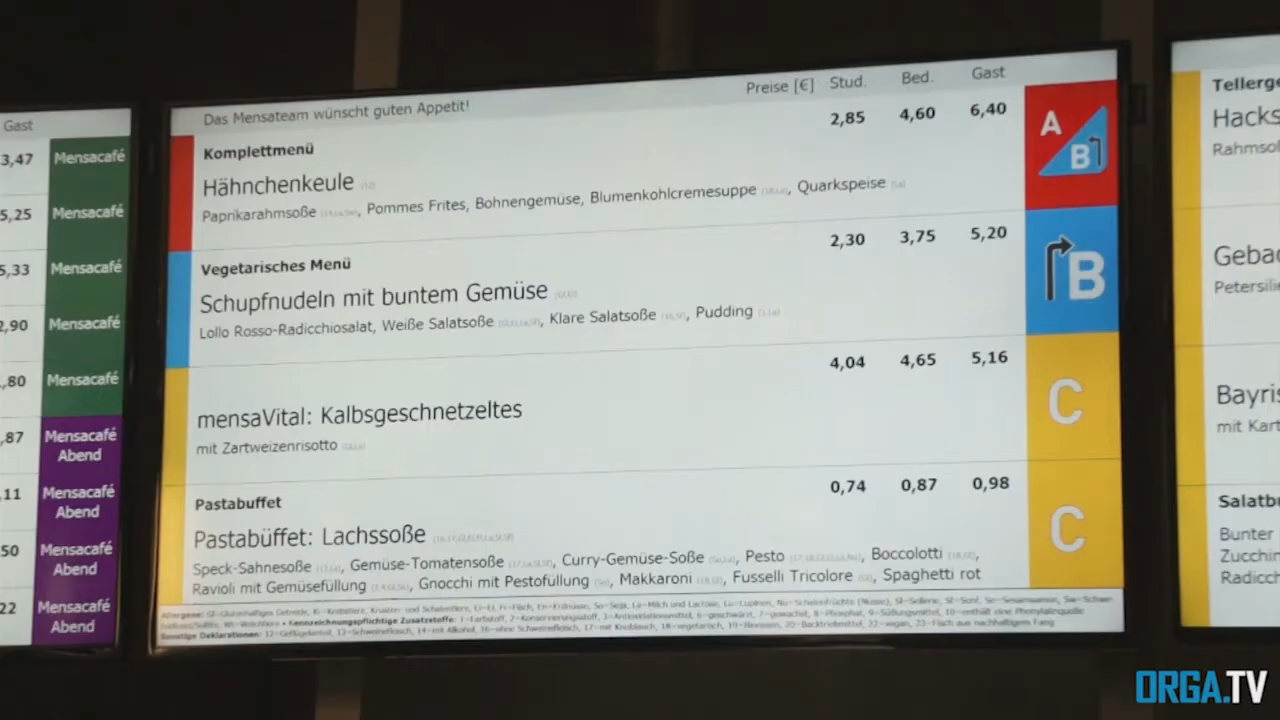 Gast
3,47 Mensacafé
5,25 Mensacafé
5,33 Mensacafé
2,90 Mensacafé
,80 Mensacafé
,87 Mensacafé Abend
11 Mensacafé Abend
50 Mensacafé Abend
22 Mensacafé Abend
Das Mensateam wünscht guten Appetit! Preise [€] Stud. Bed. Gast
Komplettmenü 2,85 4,60 6,40
Hähnchenkeule
Paprikarahmsoße, Pommes Frites, Bohnengemüse, Blumenkohlcremesuppe, Quarkspeise
A B
Vegetarisches Menü 2,30 3,75 5,20
Schupfnudeln mit buntem Gemüse
Lollo Rosso-Radicchiosalat, Weiße Salatsoße, Klare Salatsoße, Pudding
B
4,04 4,65 5,16
mensaVital: Kalbsgeschnetzeltes
mit Zartweizenrisotto
C
Pastabuffet 0,74 0,87 0,98
Pastabüffet: Lachssoße
Speck-Sahnesoße, Gemüse-Tomatensoße, Curry-Gemüse-Soße, Pesto, Boccolotti,
Ravioli mit Gemüsefüllung, Gnocchi mit Pestofüllung, Makkaroni, Fusselli Tricolore, Spaghetti rot
C
Tellerge
Hacks
Rahmsoß
Gebac
Petersilie
Bayris
mit Kart
Salatbu
Bunter
Zucchin
Radicch
ORGA.TV